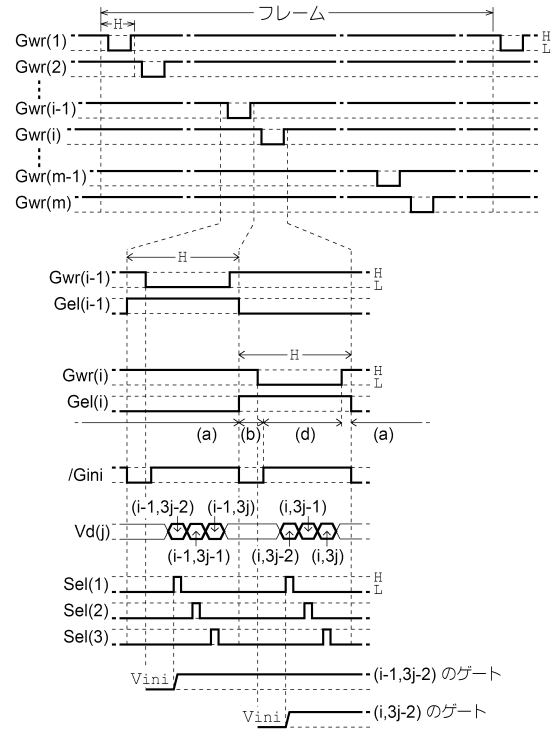 フレーム
H
Gwr(1)
H
L
Gwr(2)
Gwr(i-1)
Gwr(i)
Gwr(m-1)
Gwr(m)
H
Gwr(i-1)
H
L
Gel(i-1)
H
Gwr(i)
H
L
Gel(i)
(a) (b) (d) (a)
/Gini
(i-1,3j-2) (i-1,3j) (i,3j-1)
Vd(j)
(i-1,3j-1) (i,3j-2) (i,3j)
Sel(1)
H
L
Sel(2)
Sel(3)
Vini (i-1,3j-2) のゲート
Vini (i,3j-2) のゲート